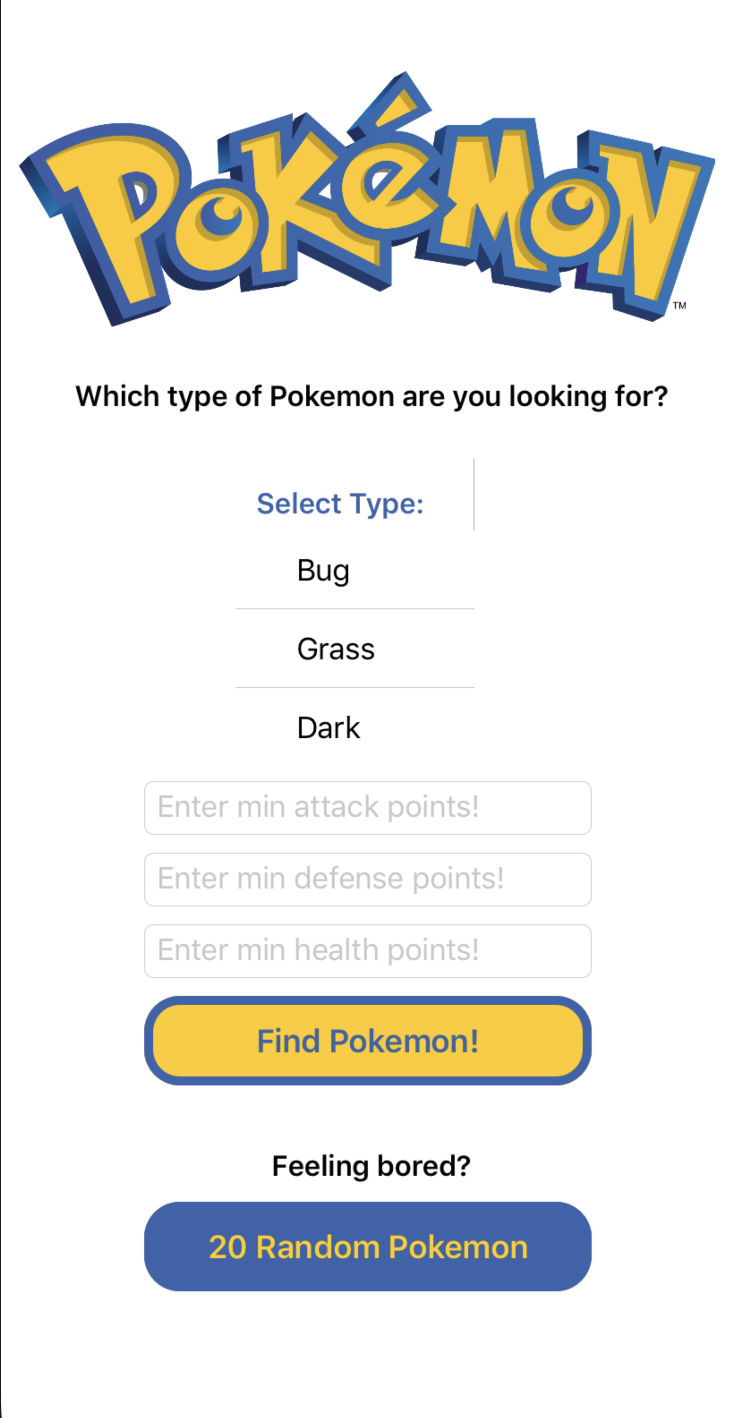 Pokémon
TM
Which type of Pokemon are you looking for?
Select Type:
Bug
Grass
Dark
Enter min attack points!
Enter min defense points!
Enter min health points!
Find Pokemon!
Feeling bored?
20 Random Pokemon